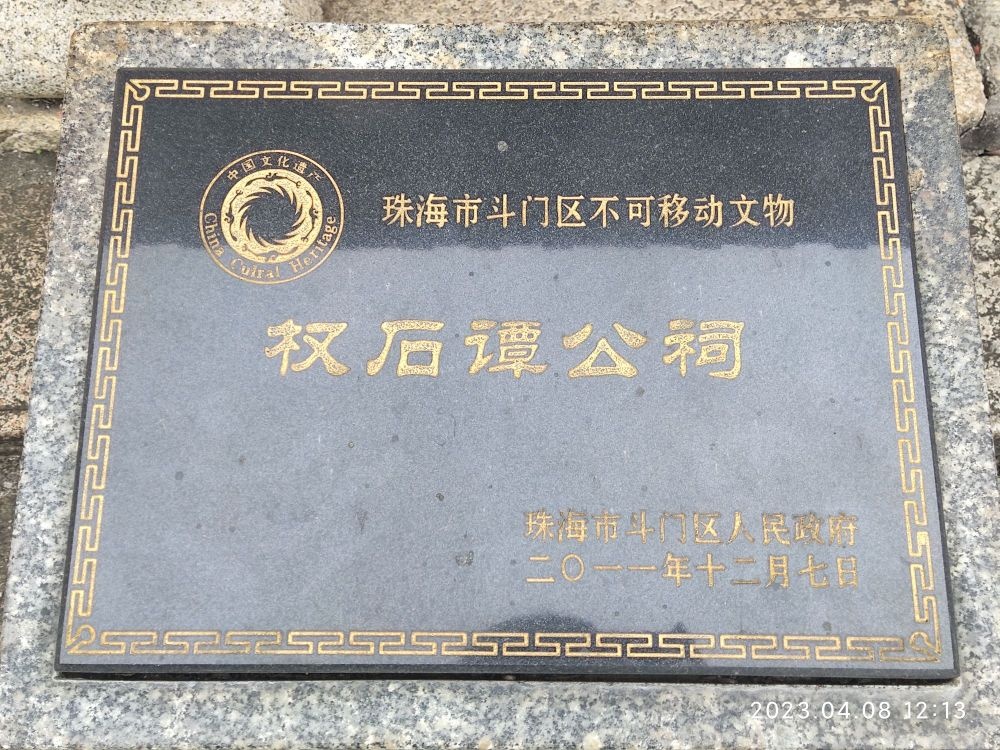 中国文化遗产
China Culral Heritage
珠海市斗门区不可移动文物
权石谭公祠
珠海市斗门区人民政府
二〇一一年十二月七日
2023.04.08 12:13